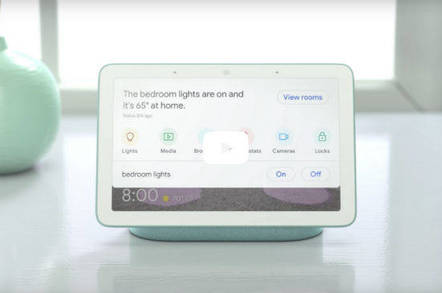 The bedroom lights are on and
it's 65° at home.
View rooms
Lights Media Cameras Locks
bedroom lights On Off
8:00